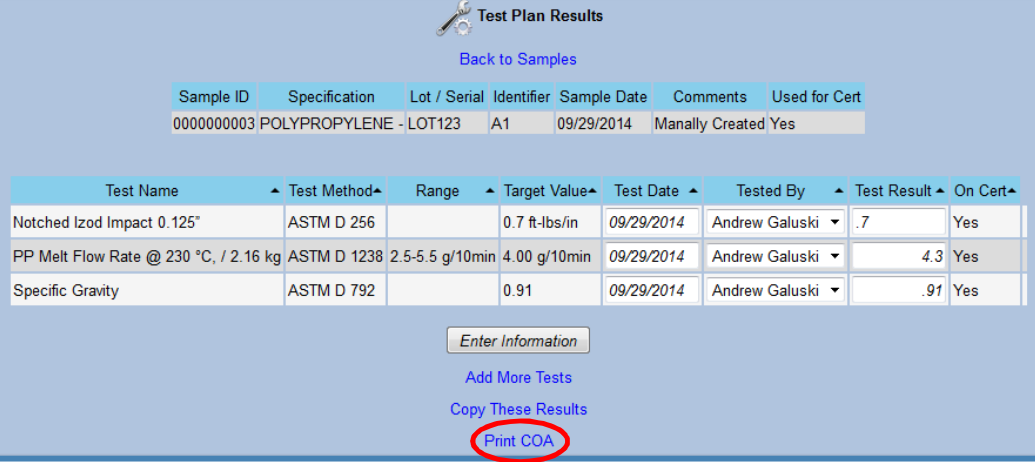 Test Plan Results
Back to Samples
Sample ID Specification Lot / Serial Identifier Sample Date Comments Used for Cert
0000000003 POLYPROPYLENE - LOT123 A1 09/29/2014 Manally Created Yes
Test Name Test Method Range Target Value Test Date Tested By Test Result On Cert
Notched Izod Impact 0.125” ASTM D 256 0.7 ft-lbs/in 09/29/2014 Andrew Galuski .7 Yes
PP Melt Flow Rate @ 230 °C, / 2.16 kg ASTM D 1238 2.5-5.5 g/10min 4.00 g/10min 09/29/2014 Andrew Galuski 4.3 Yes
Specific Gravity ASTM D 792 0.91 09/29/2014 Andrew Galuski .91 Yes
Enter Information
Add More Tests
Copy These Results
Print COA